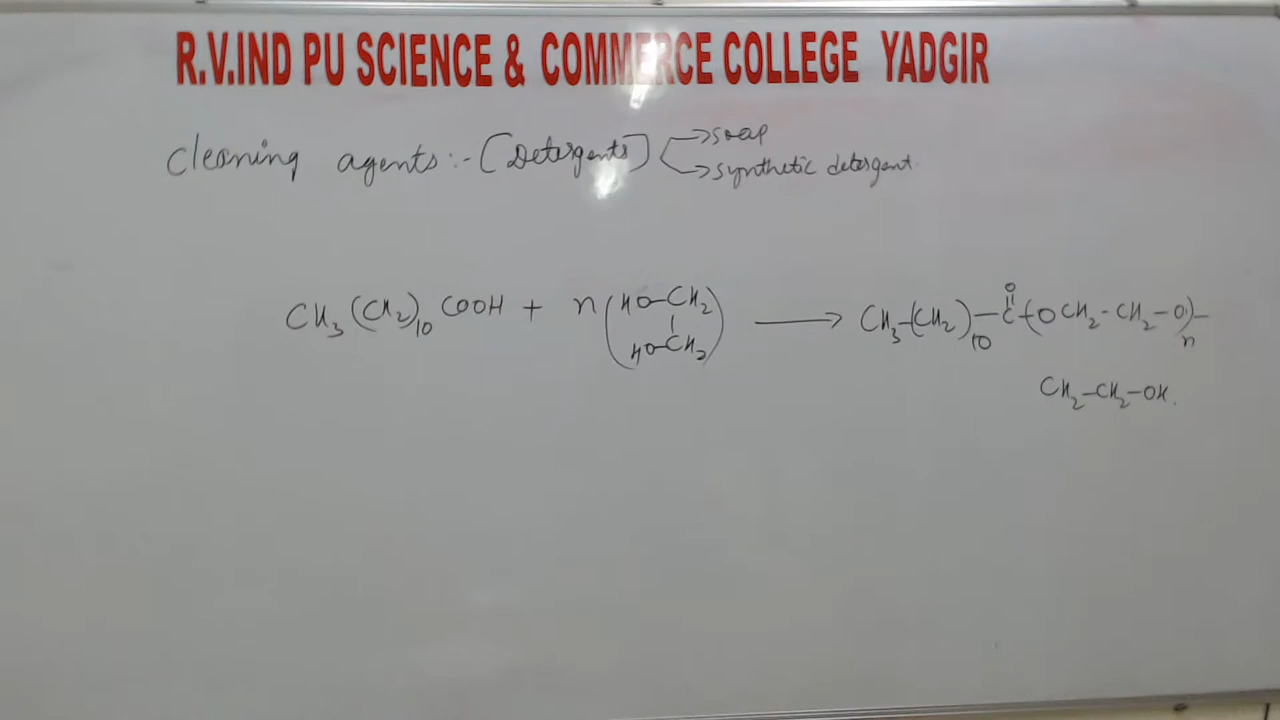 R.V.IND PU SCIENCE & COMMERCE COLLEGE YADGIR
Cleaning agents:- [Detergents] → soap
→ synthetic detergent.
CH₃(CH₂)₁₀COOH + n(HO–CH₂ | HO–CH₂) ⟶ CH₃–(CH₂)₁₀–C(=O)–(OCH₂–CH₂–O)ₙ–
CH₂–CH₂–OH.